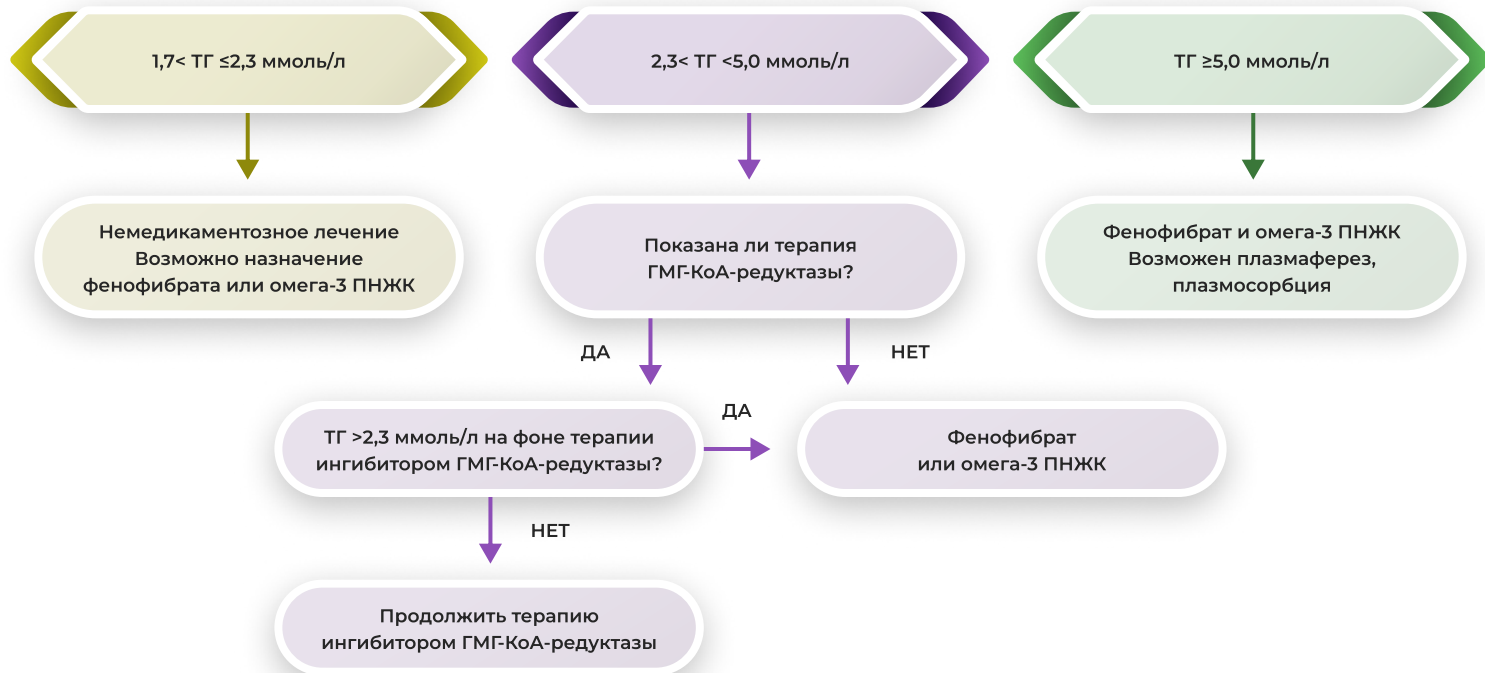 1,7< ТГ ≤2,3 ммоль/л
2,3< ТГ <5,0 ммоль/л
ТГ ≥5,0 ммоль/л
Немедикаментозное лечение
Возможно назначение
фенофибрата или омега-3 ПНЖК
Показана ли терапия
ГМГ-КоА-редуктазы?
Фенофибрат и омега-3 ПНЖК
Возможен плазмаферез,
плазмосорбция
ДА
НЕТ
ТГ >2,3 ммоль/л на фоне терапии
ингибитором ГМГ-КоА-редуктазы?
ДА
Фенофибрат
или омега-3 ПНЖК
НЕТ
Продолжить терапию
ингибитором ГМГ-КоА-редуктазы